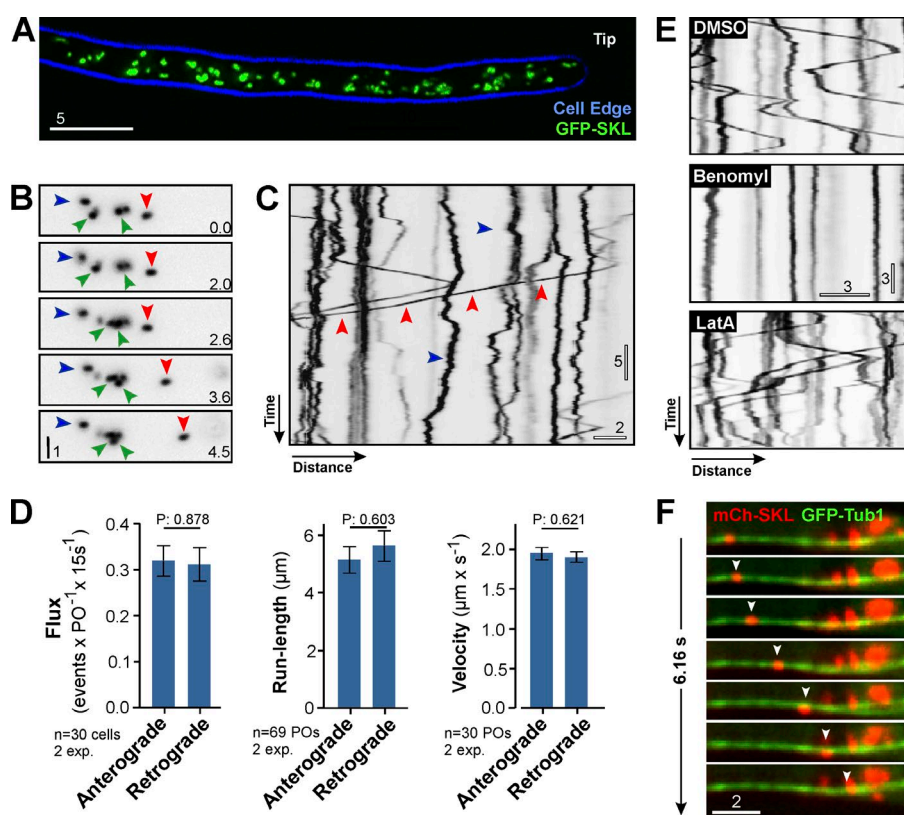 A
Tip
Cell Edge
GFP-SKL
5
B
0.0
2.0
2.6
3.6
4.5
1
C
5
2
Time
Distance
D
P: 0.878
0.4
0.3
0.2
0.1
0
Flux
(events x PO⁻¹ x 15s⁻¹)
n=30 cells
2 exp.
Anterograde
Retrograde
P: 0.603
6
4
2
0
Run-length (µm)
n=69 POs
2 exp.
Anterograde
Retrograde
P: 0.621
2.0
1.5
1.0
0.5
0
Velocity (µm x s⁻¹)
n=30 POs
2 exp.
Anterograde
Retrograde
E
DMSO
Benomyl
3
3
LatA
Time
Distance
F
mCh-SKL GFP-Tub1
6.16 s
2